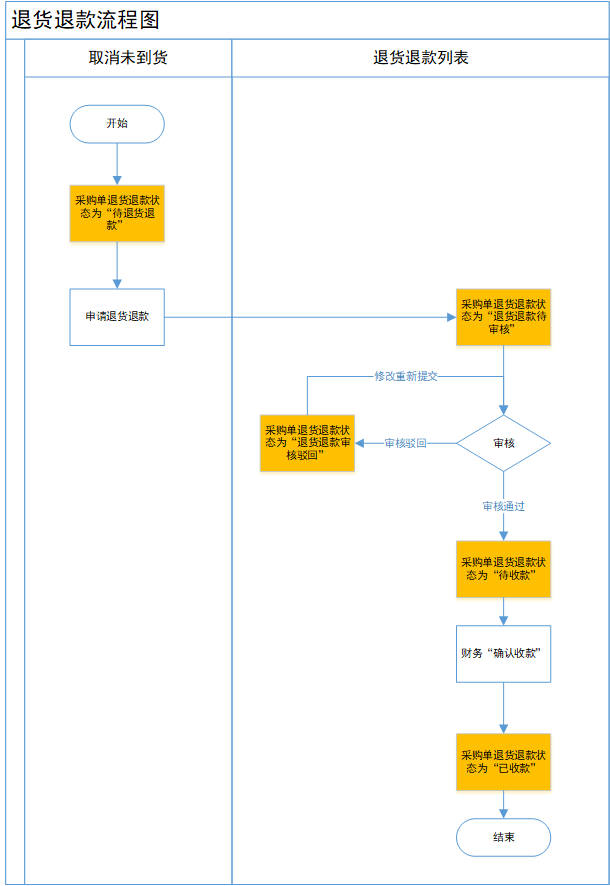 退货退款流程图
取消未到货
退货退款列表
开始
采购单退货退款状
态为“待退货退
款”
申请退货退款
采购单退货退款状
态为“退货退款待
审核”
修改重新提交
采购单退货退款状
态为“退货退款审
核驳回”
审核驳回
审核
审核通过
采购单退货退款状
态为“待收款”
财务“确认收款”
采购单退货退款状
态为“已收款”
结束